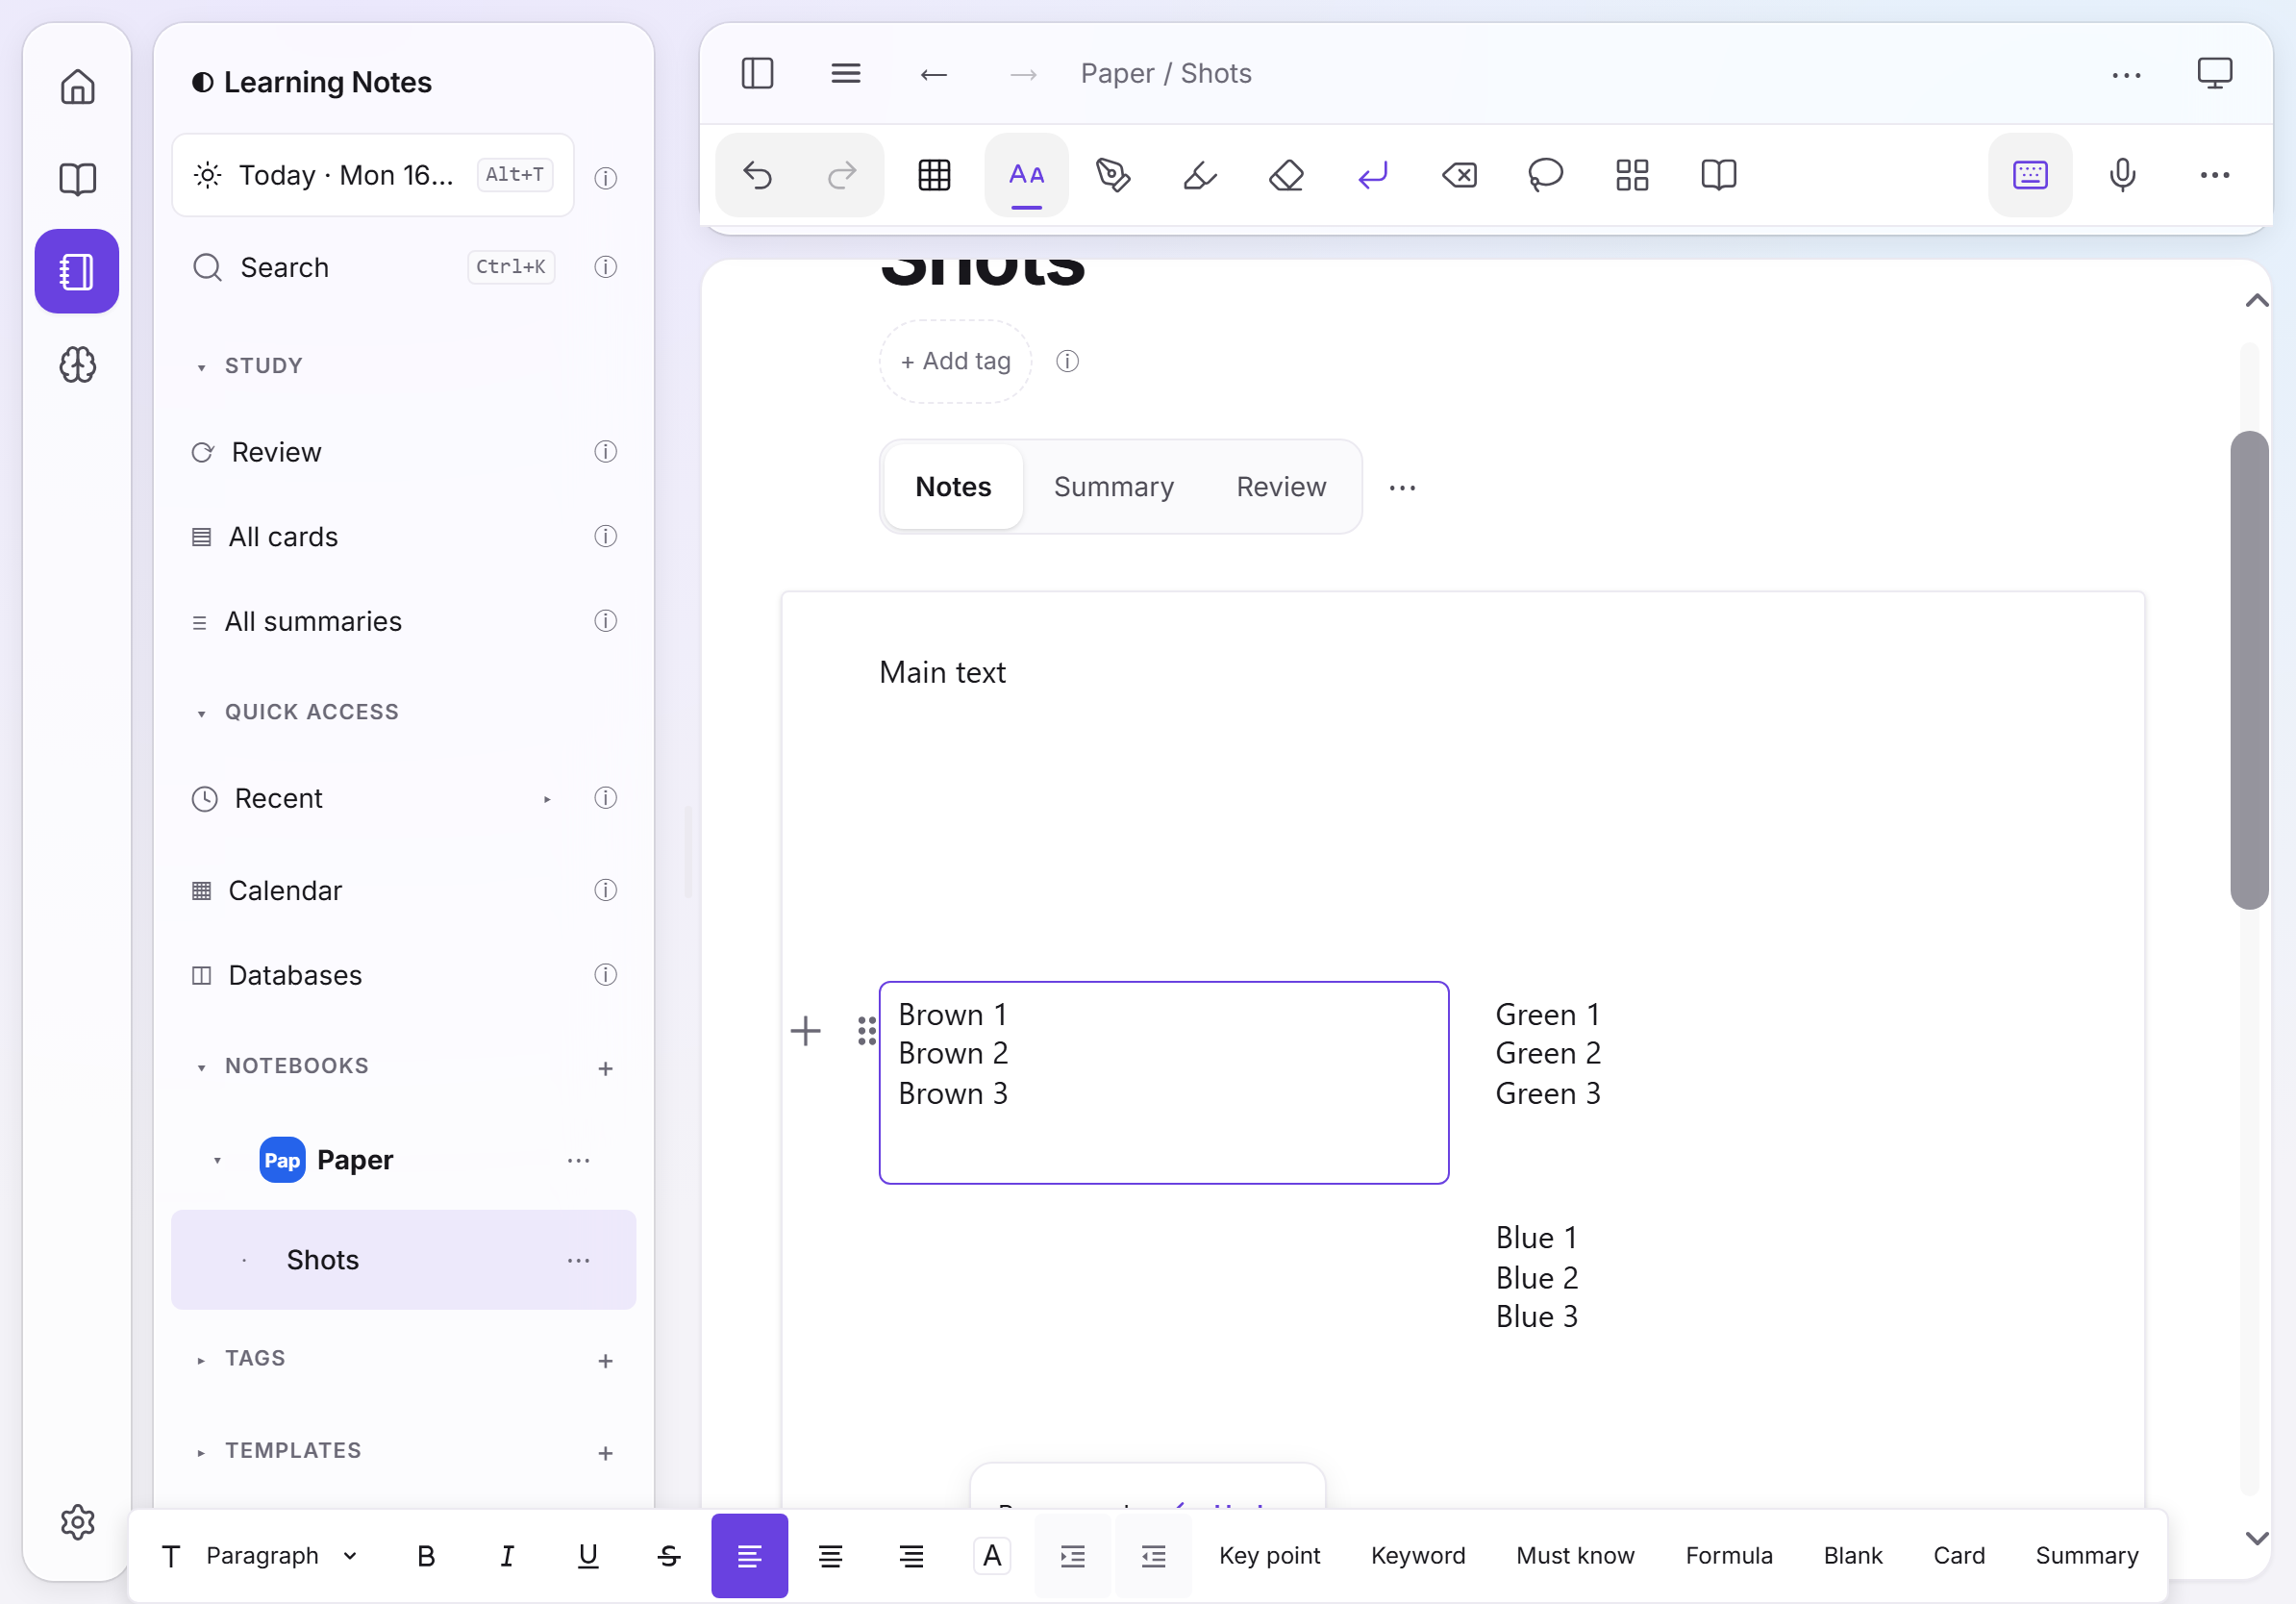 Learning Notes
Today · Mon 16... Alt+T
Search Ctrl+K
STUDY
Review
All cards
All summaries
QUICK ACCESS
Recent
Calendar
Databases
NOTEBOOKS
Pap Paper
Shots
TAGS
TEMPLATES
Paper / Shots
Shots
+ Add tag
Notes Summary Review
Main text
Brown 1
Brown 2
Brown 3
Green 1
Green 2
Green 3
Blue 1
Blue 2
Blue 3
Paragraph B I U S A Key point Keyword Must know Formula Blank Card Summary